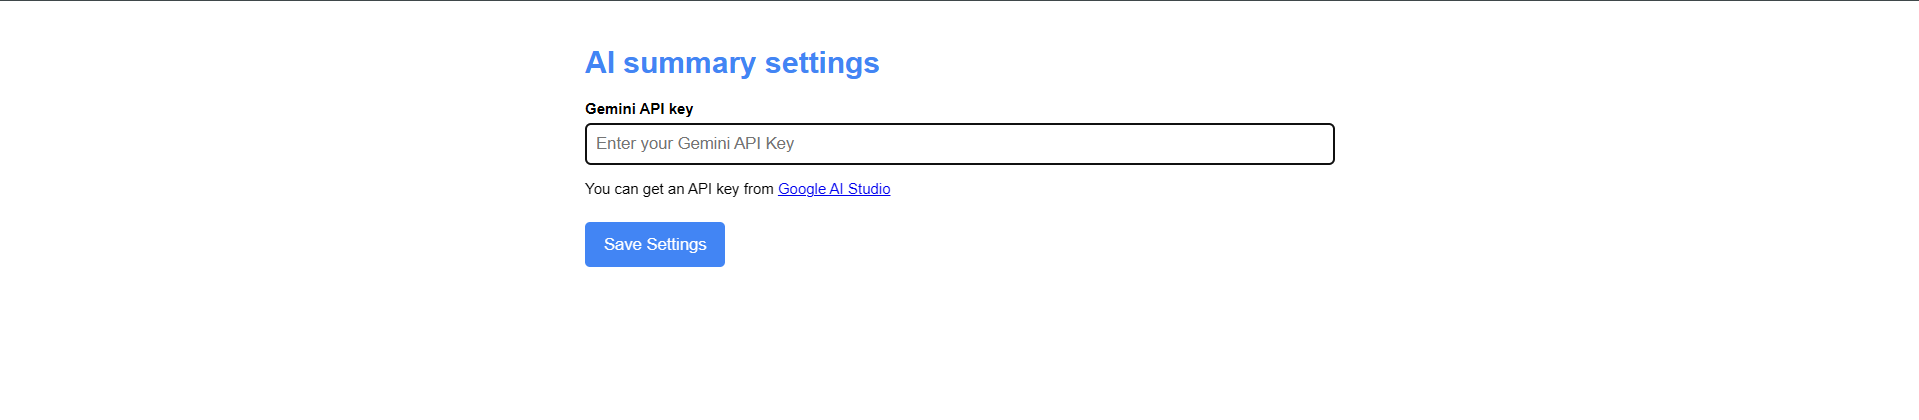 AI summary settings
Gemini API key
Enter your Gemini API Key
You can get an API key from Google AI Studio
Save Settings